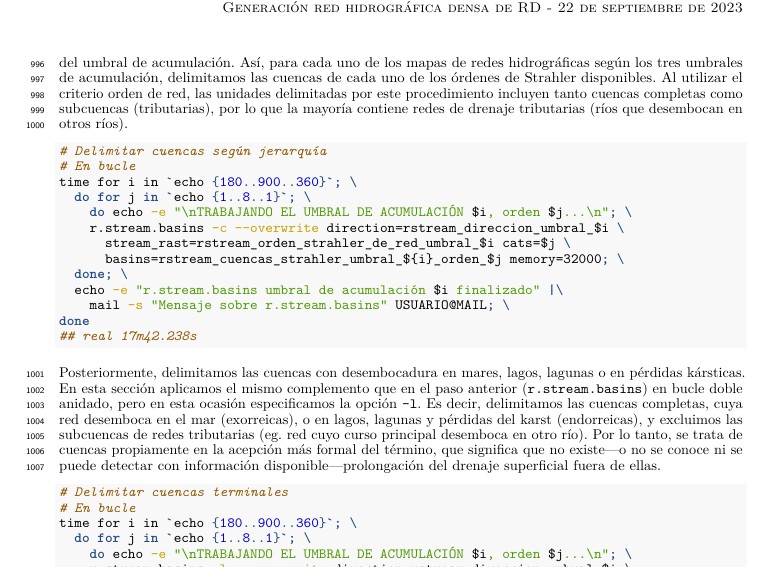 Generación red hidrográfica densa de RD - 22 de septiembre de 2023
996 del umbral de acumulación. Así, para cada uno de los mapas de redes hidrográficas según los tres umbrales
997 de acumulación, delimitamos las cuencas de cada uno de los órdenes de Strahler disponibles. Al utilizar el
998 criterio orden de red, las unidades delimitadas por este procedimiento incluyen tanto cuencas completas como
999 subcuencas (tributarias), por lo que la mayoría contiene redes de drenaje tributarias (ríos que desembocan en
1000 otros ríos).
# Delimitar cuencas según jerarquía
# En bucle
time for i in `echo {180..900..360}`; \
  do for j in `echo {1..8..1}`; \
    do echo -e "\nTRABAJANDO EL UMBRAL DE ACUMULACIÓN $i, orden $j...\n"; \
    r.stream.basins -c --overwrite direction=rstream_direccion_umbral_$i \
      stream_rast=rstream_orden_strahler_de_red_umbral_$i cats=$j \
      basins=rstream_cuencas_strahler_umbral_${i}_orden_$j memory=32000; \
  done; \
  echo -e "r.stream.basins umbral de acumulación $i finalizado" |\
    mail -s "Mensaje sobre r.stream.basins" USUARIO@MAIL; \
done
## real 17m42.238s
1001 Posteriormente, delimitamos las cuencas con desembocadura en mares, lagos, lagunas o en pérdidas kársticas.
1002 En esta sección aplicamos el mismo complemento que en el paso anterior (r.stream.basins) en bucle doble
1003 anidado, pero en esta ocasión especificamos la opción -l. Es decir, delimitamos las cuencas completas, cuya
1004 red desemboca en el mar (exorreicas), o en lagos, lagunas y pérdidas del karst (endorreicas), y excluimos las
1005 subcuencas de redes tributarias (eg. red cuyo curso principal desemboca en otro río). Por lo tanto, se trata de
1006 cuencas propiamente en la acepción más formal del término, que significa que no existe—o no se conoce ni se
1007 puede detectar con información disponible—prolongación del drenaje superficial fuera de ellas.
# Delimitar cuencas terminales
# En bucle
time for i in `echo {180..900..360}`; \
  do for j in `echo {1..8..1}`; \
    do echo -e "\nTRABAJANDO EL UMBRAL DE ACUMULACIÓN $i, orden $j...\n"; \